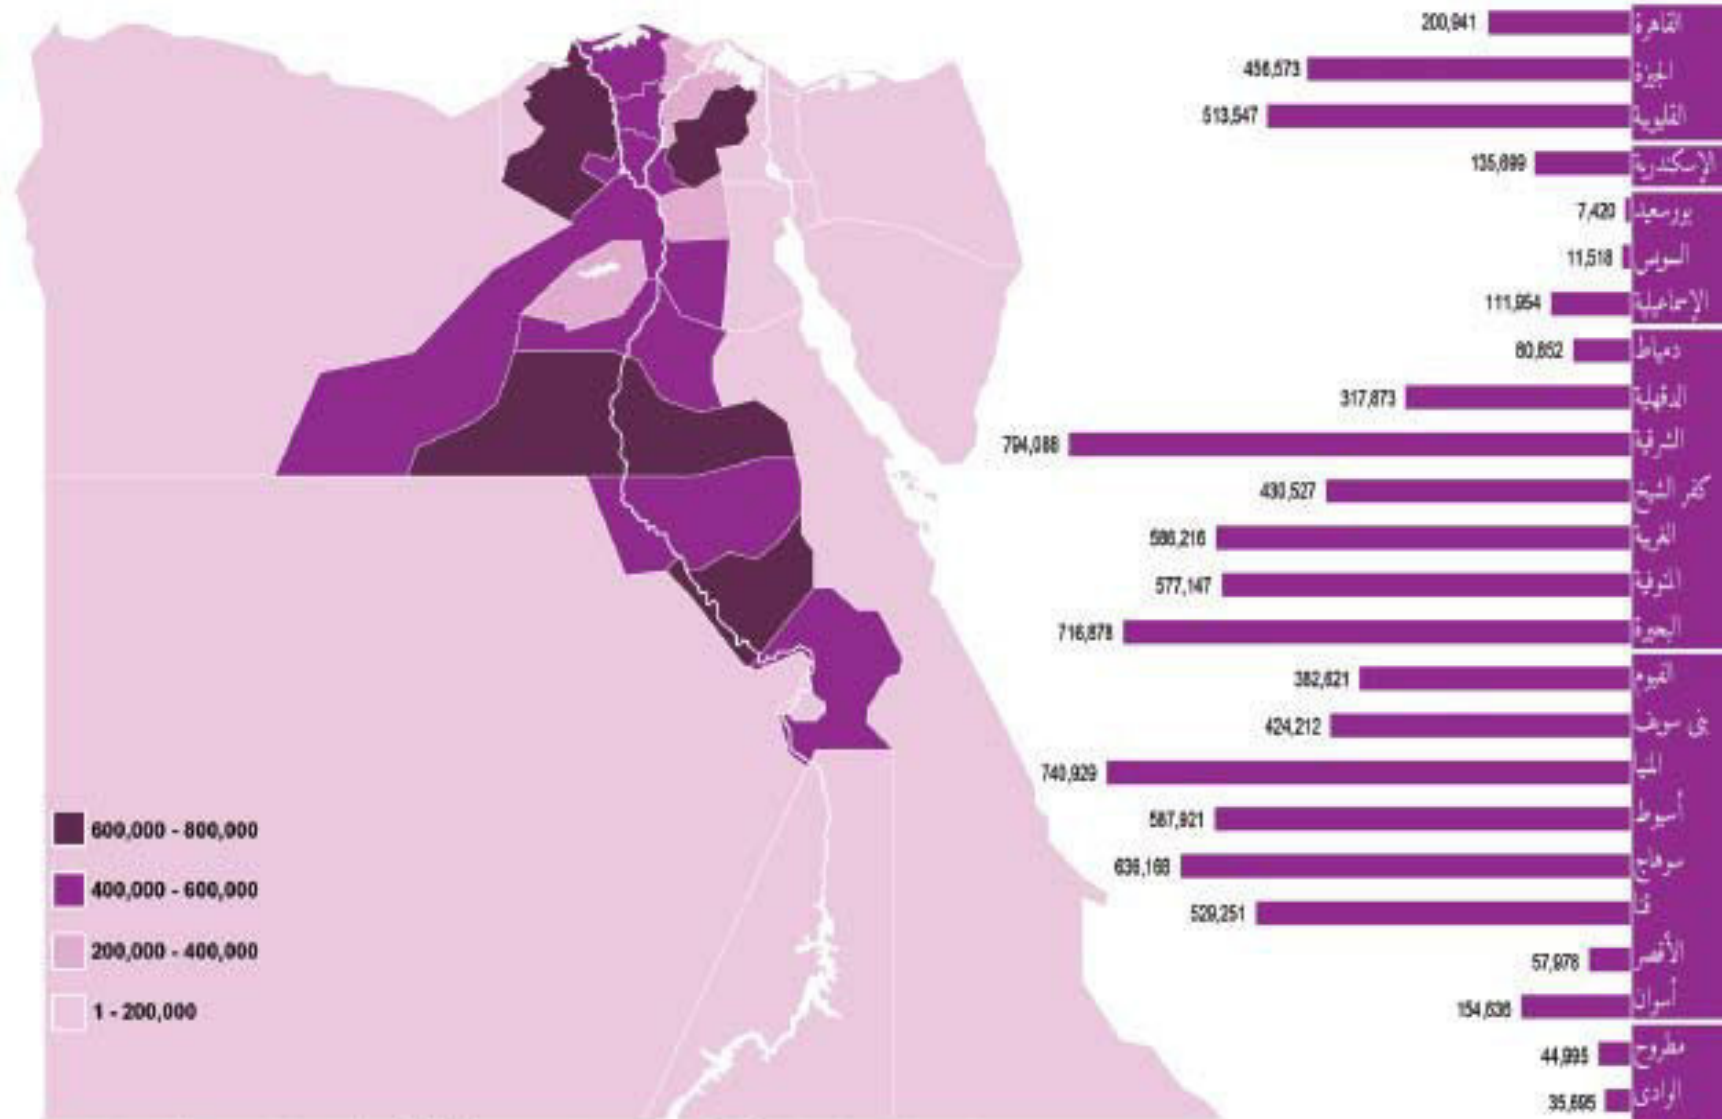 200,941 القاهرة
456,573 الجيزة
513,547 القليوبية
135,699 الإسكندرية
7,420 بورسعيد
11,518 السويس
111,954 الإسماعيلية
80,652 دمياط
317,873 الدقهلية
794,088 الشرقية
430,527 كفر الشيخ
586,216 الغربية
577,147 المنوفية
716,878 البحيرة
382,621 الفيوم
424,212 بنى سويف
740,929 المنيا
587,921 أسيوط
636,168 سوهاج
529,251 قنا
57,978 الأقصر
154,636 أسوان
44,995 مطروح
35,695 الوادى
600,000 - 800,000
400,000 - 600,000
200,000 - 400,000
1 - 200,000